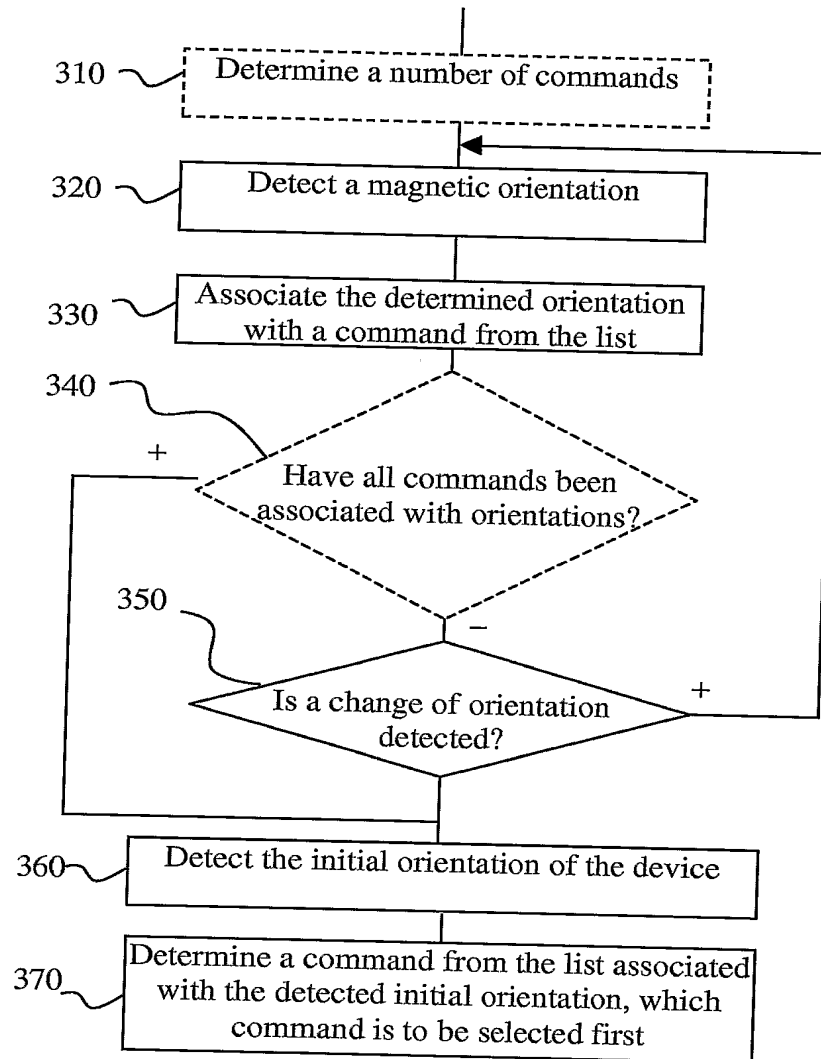 310
Determine a number of commands
320
Detect a magnetic orientation
330
Associate the determined orientation
with a command from the list
340
+
Have all commands been
associated with orientations?
350
−
+
Is a change of orientation
detected?
360
Detect the initial orientation of the device
370
Determine a command from the list associated
with the detected initial orientation, which
command is to be selected first